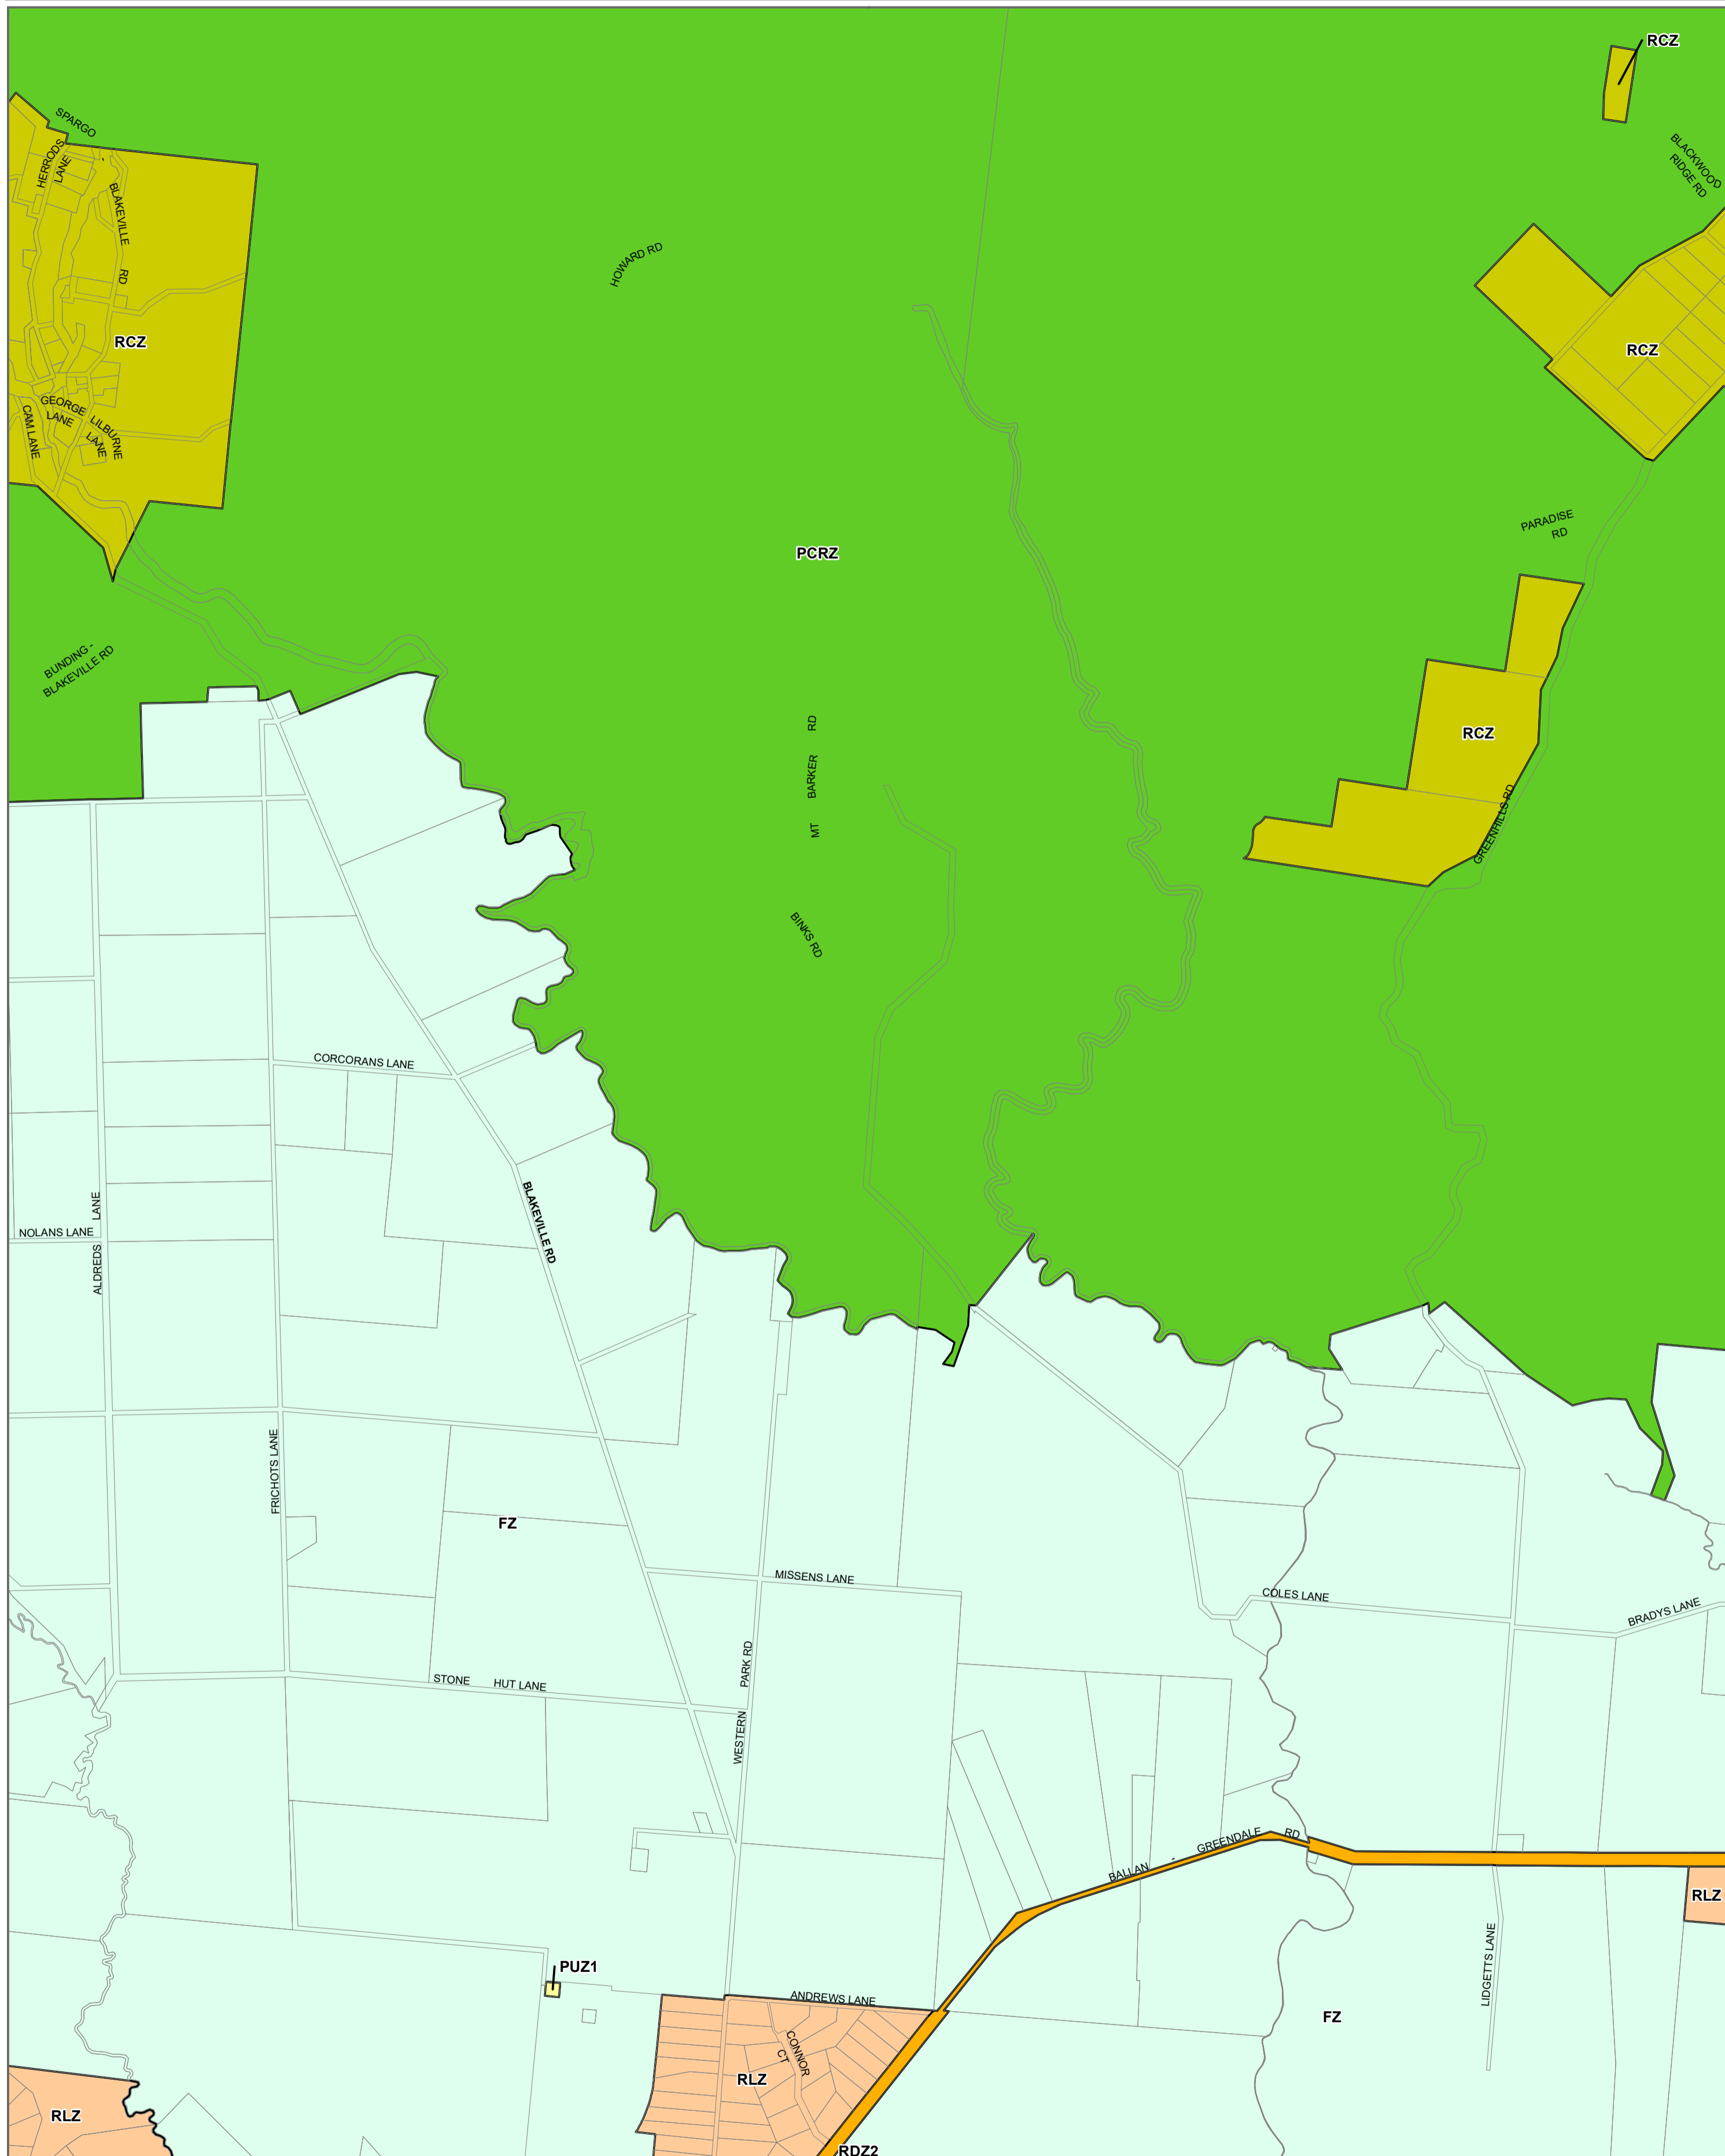 RCZ
SPARGO
-
BLAKEVILLE
RD
HERRODS
LANE
BLACKWOOD
RIDGE RD
HOWARD RD
RCZ
RCZ
GEORGE
LANE
LILBURNE
LANE
CAM LANE
PARADISE
RD
PCRZ
BUNDING -
BLAKEVILLE RD
MT BARKER RD
RCZ
GREENHILLS RD
BINKS RD
CORCORANS LANE
NOLANS LANE
ALDREDS LANE
BLAKEVILLE RD
FRICHOTS LANE
FZ
MISSENS LANE
COLES LANE
BRADYS LANE
STONE HUT LANE
WESTERN PARK RD
BALLAN - GREENDALE RD
RLZ
LIDGETTS LANE
PUZ1
ANDREWS LANE
FZ
CONNOR
CT
RLZ
RLZ
RDZ2